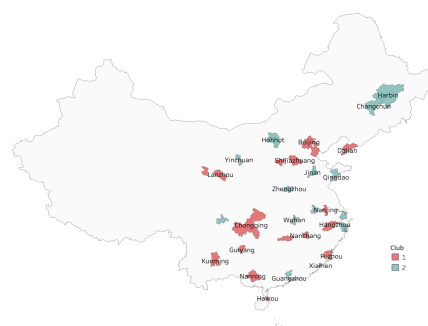 Harbin
Changchun
Hohhot
Beijing
Dalian
Yinchuan
Shijiazhuang
Jinan
Lanzhou
Qingdao
Zhengzhou
Nanjing
Wuhan
Chongqing
Hangzhou
Nanchang
Guiyang
Kunming
Fuzhou
Xiamen
Nanning
Guangzhou
Haikou
Club
1
2